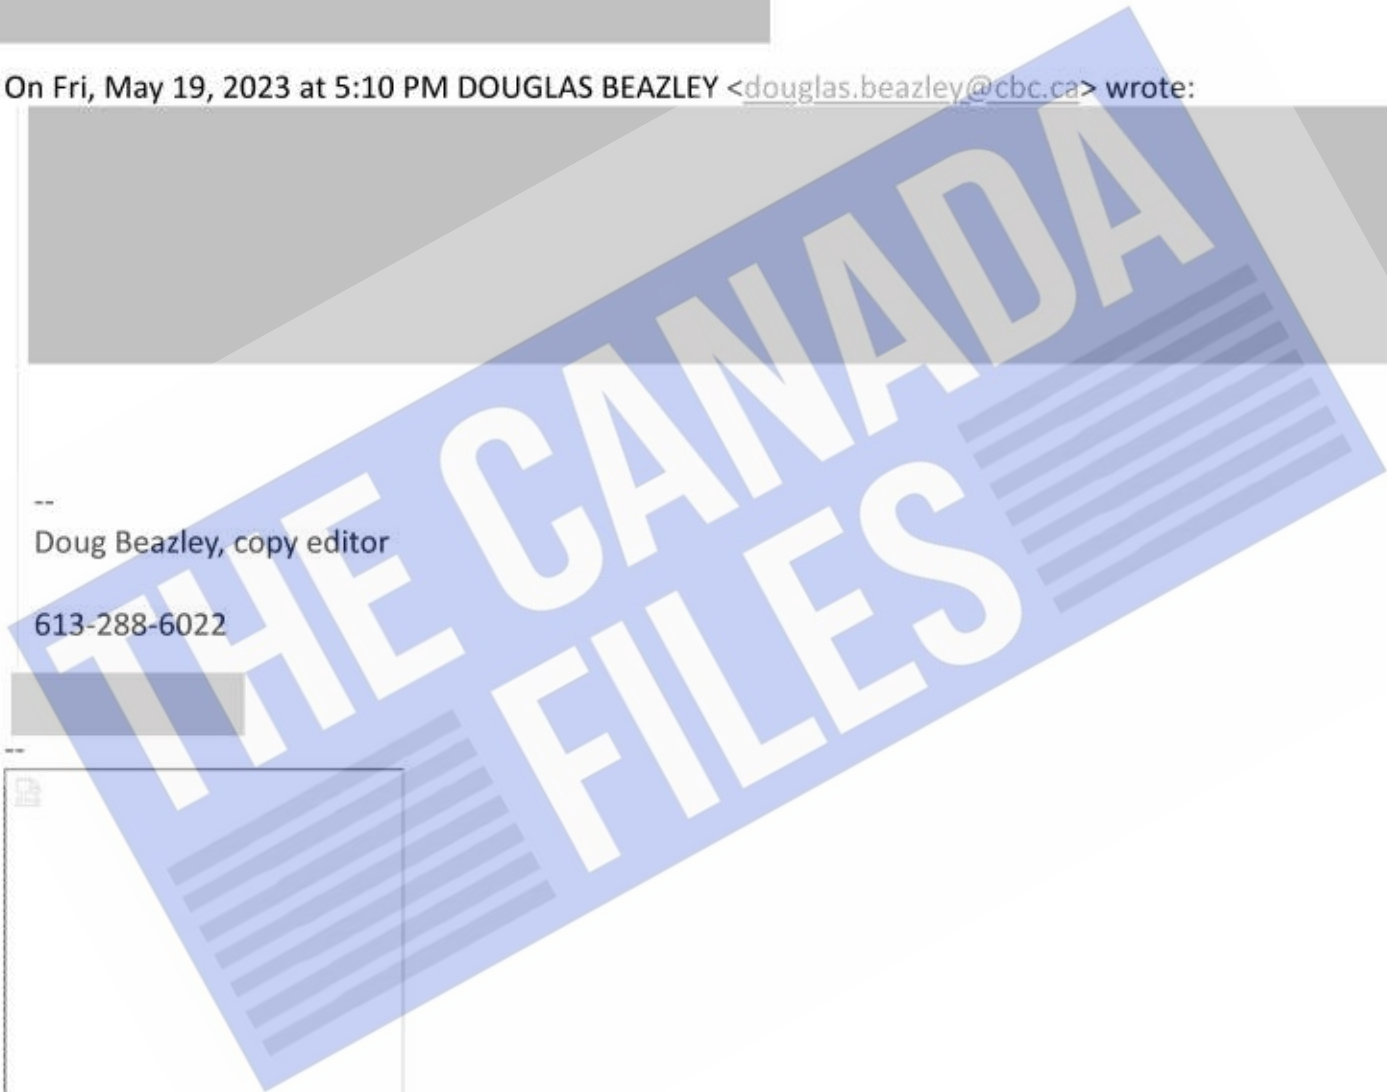 On Fri, May 19, 2023 at 5:10 PM DOUGLAS BEAZLEY <douglas.beazley@cbc.ca> wrote:
--
Doug Beazley, copy editor
613-288-6022
--
THE CANADA
FILES